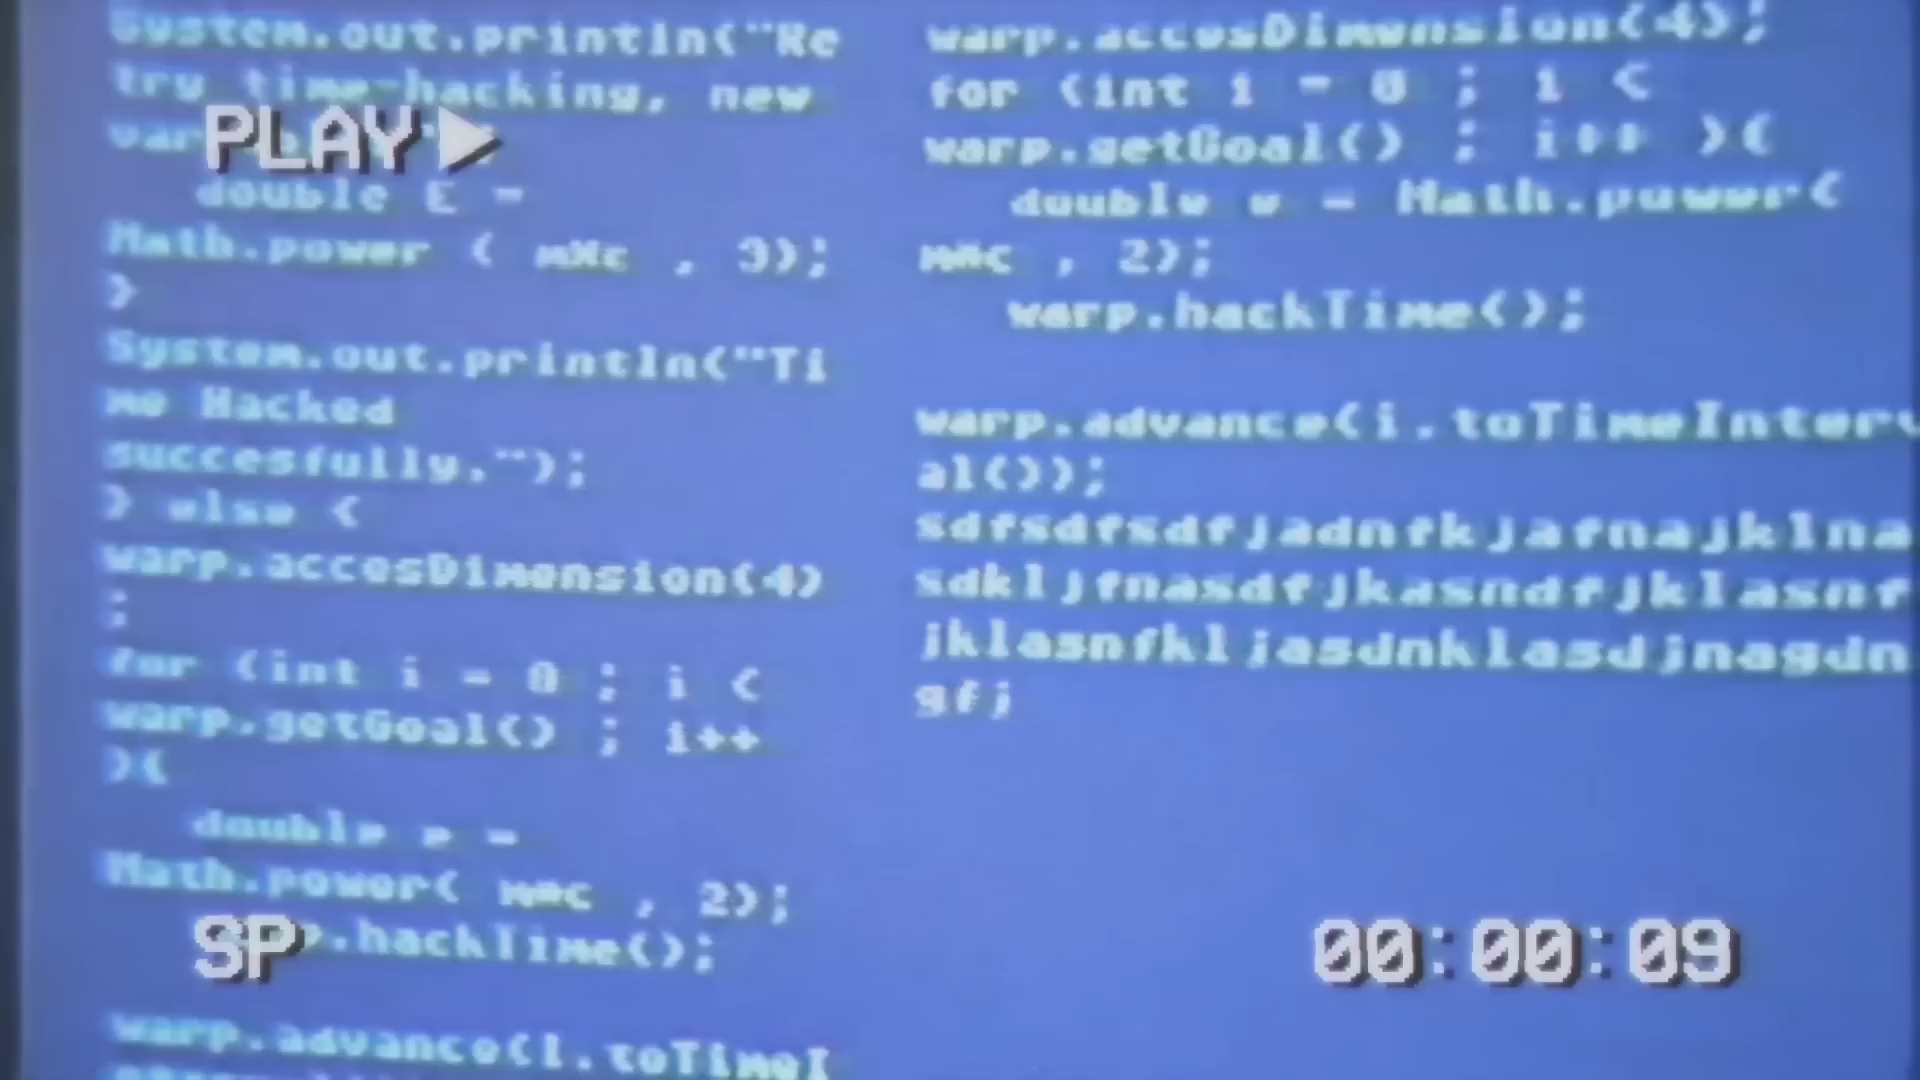 System.out.println("Re
try time-hacking, new
PLAY
double E =
Math.power ( mXc , 3);
}
System.out.println("Ti
me Hacked
succesfully.");
} else {
warp.accesDimension(4)
;
for (int i = 0 ; i <
warp.getGoal() ; i++
){
double e =
Math.power( m*c , 2);
SP
.hackTime();
warp.advance(i.toTimeI
warp.accesDimension(4);
for (int i = 0 ; i <
warp.getGoal() ; i++ ){
double e = Math.power(
m*c , 2);
warp.hackTime();
warp.advance(i.toTimeInterv
al());
sdfsdfsdfjadnfkjafnajklna
sdkljfnasdfjkasndfjklasnf
jklasnfkljasdnklasdjnagdn
gfj
00:00:09